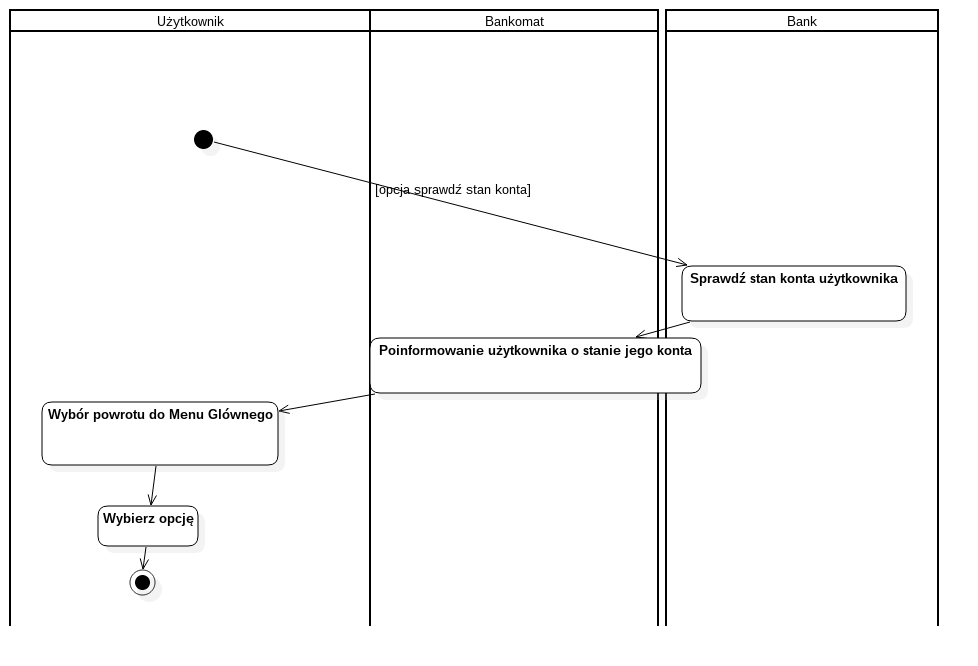 Użytkownik
Bankomat
Bank
[opcja sprawdź stan konta]
Sprawdź stan konta użytkownika
Poinformowanie użytkownika o stanie jego konta
Wybór powrotu do Menu Glównego
Wybierz opcję